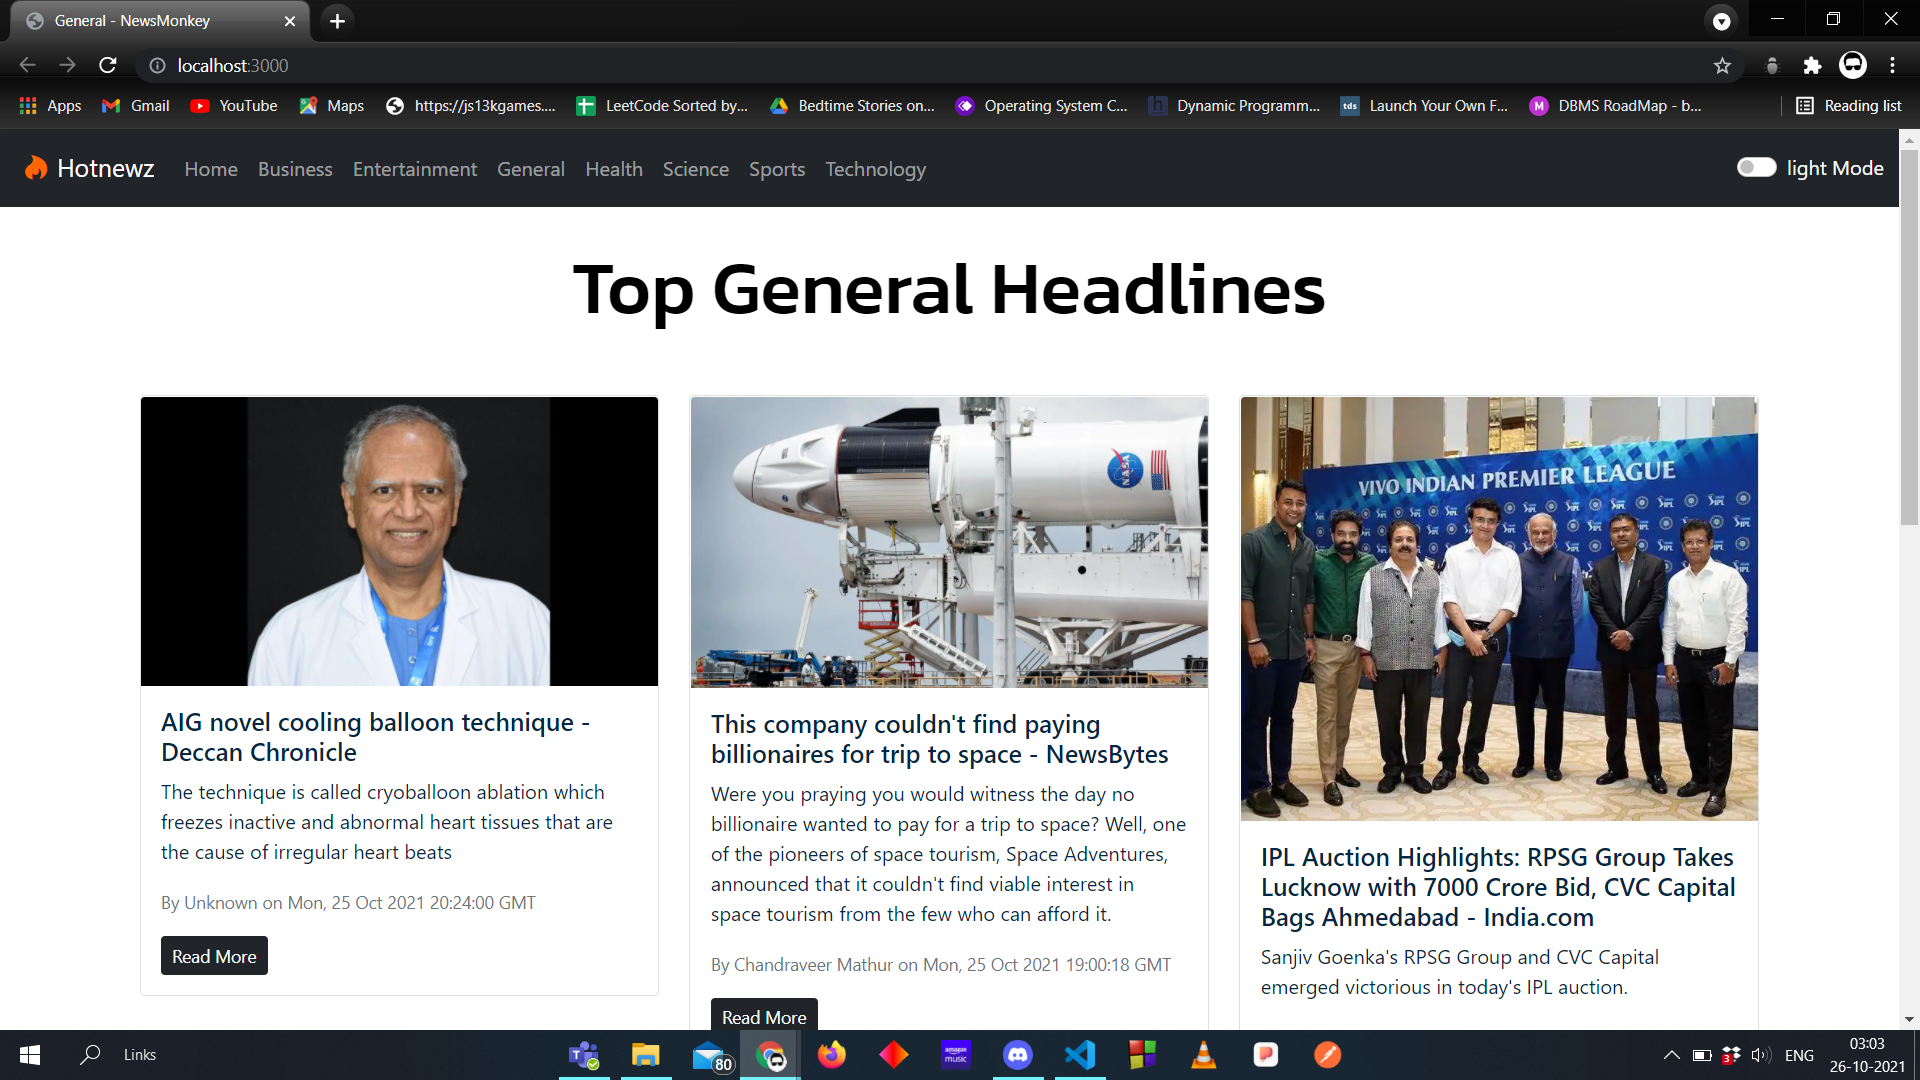 General - NewsMonkey
localhost:3000
Apps Gmail YouTube Maps https://js13kgames.... LeetCode Sorted by... Bedtime Stories on... Operating System C... Dynamic Programm... tds Launch Your Own F... M DBMS RoadMap - b... Reading list
Hotnewz Home Business Entertainment General Health Science Sports Technology light Mode
Top General Headlines
NASA
VIVO INDIAN PREMIER LEAGUE
AIG novel cooling balloon technique -
Deccan Chronicle
The technique is called cryoballoon ablation which
freezes inactive and abnormal heart tissues that are
the cause of irregular heart beats
By Unknown on Mon, 25 Oct 2021 20:24:00 GMT
Read More
This company couldn't find paying
billionaires for trip to space - NewsBytes
Were you praying you would witness the day no
billionaire wanted to pay for a trip to space? Well, one
of the pioneers of space tourism, Space Adventures,
announced that it couldn't find viable interest in
space tourism from the few who can afford it.
By Chandraveer Mathur on Mon, 25 Oct 2021 19:00:18 GMT
Read More
IPL Auction Highlights: RPSG Group Takes
Lucknow with 7000 Crore Bid, CVC Capital
Bags Ahmedabad - India.com
Sanjiv Goenka's RPSG Group and CVC Capital
emerged victorious in today's IPL auction.
Links 80 amazon music 3 ENG 03:03
26-10-2021